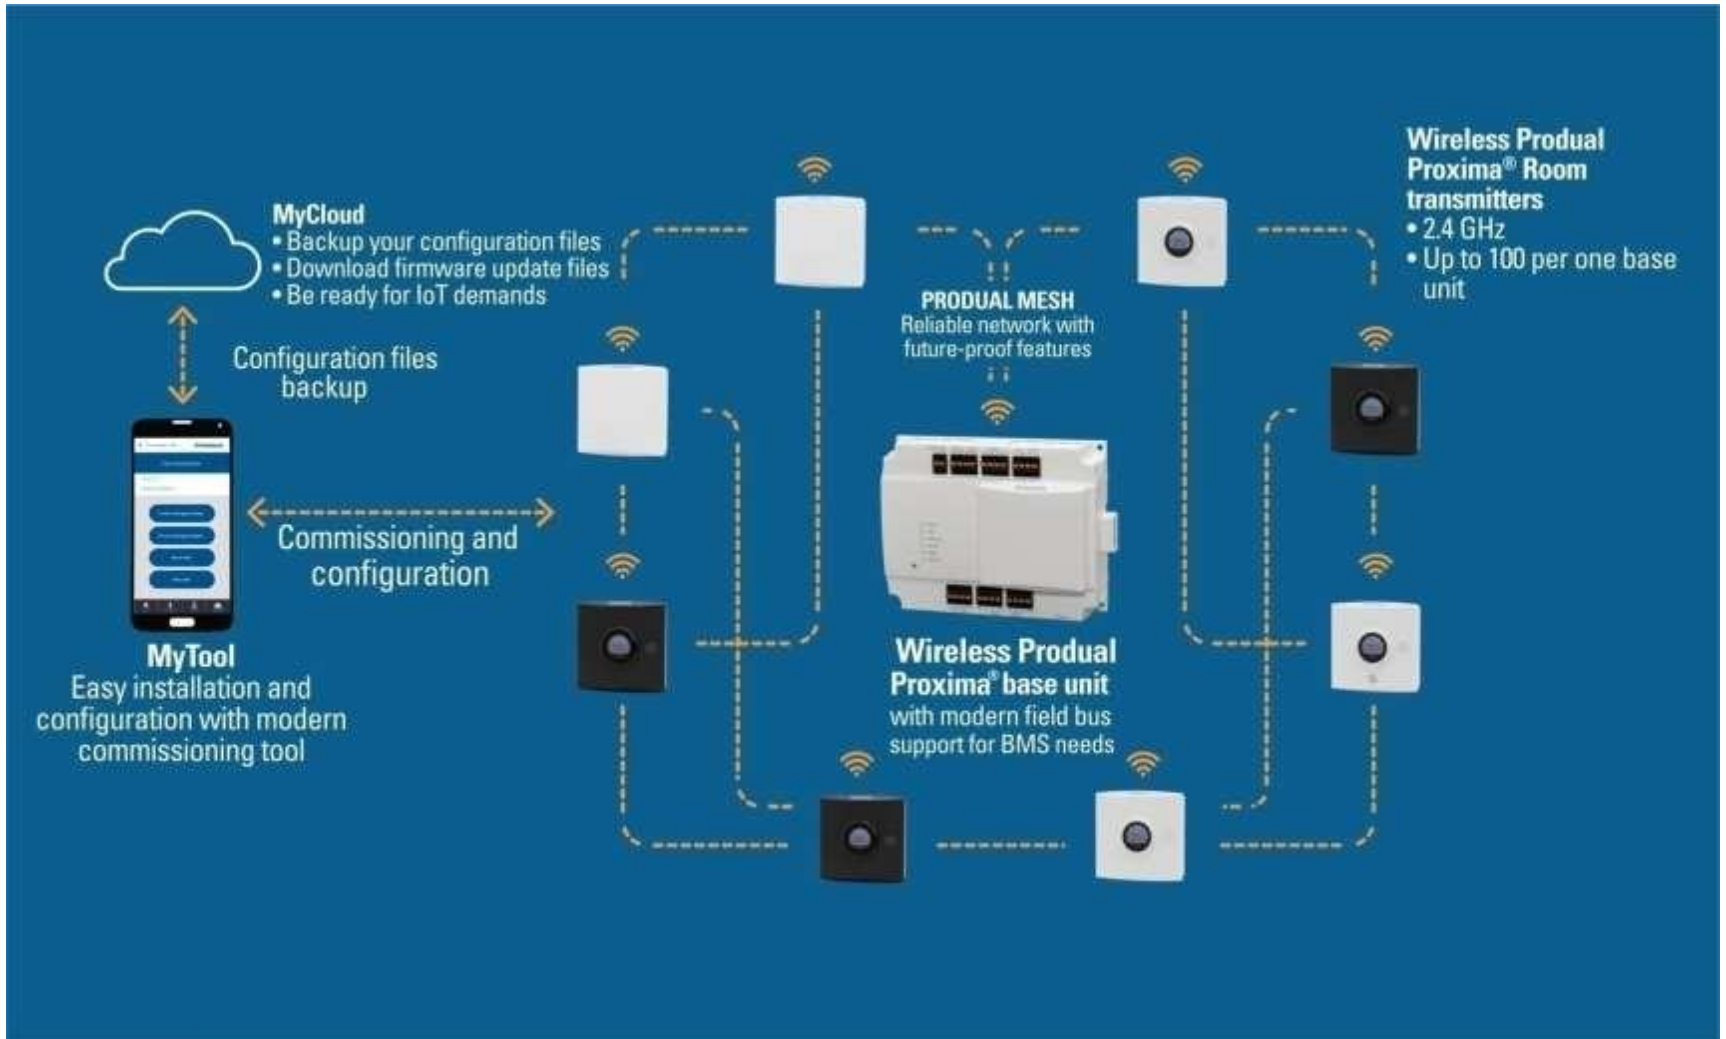 MyCloud
• Backup your configuration files
• Download firmware update files
• Be ready for IoT demands
Configuration files
backup
Commissioning and
configuration
MyTool
Easy installation and
configuration with modern
commissioning tool
PRODUAL MESH
Reliable network with
future-proof features
Wireless Produal
Proxima® base unit
with modern field bus
support for BMS needs
Wireless Produal
Proxima® Room
transmitters
• 2.4 GHz
• Up to 100 per one base
unit